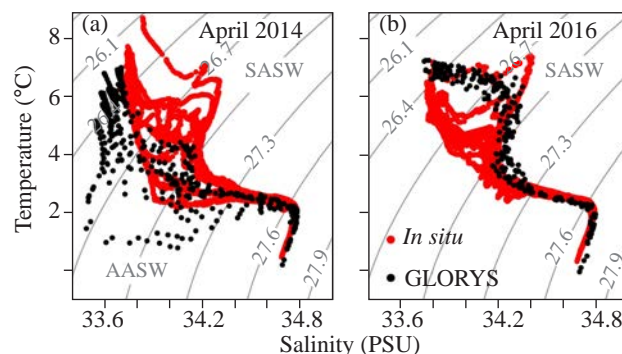 (a) April 2014
(b) April 2016
26.1
26.7
SASW
26.4
27.3
27.6
27.9
AASW
26.1
26.7
SASW
26.4
27.3
27.6
27.9
In situ
GLORYS
8
6
4
2
Temperature (°C)
33.6 34.2 34.8
33.6 34.2 34.8
Salinity (PSU)